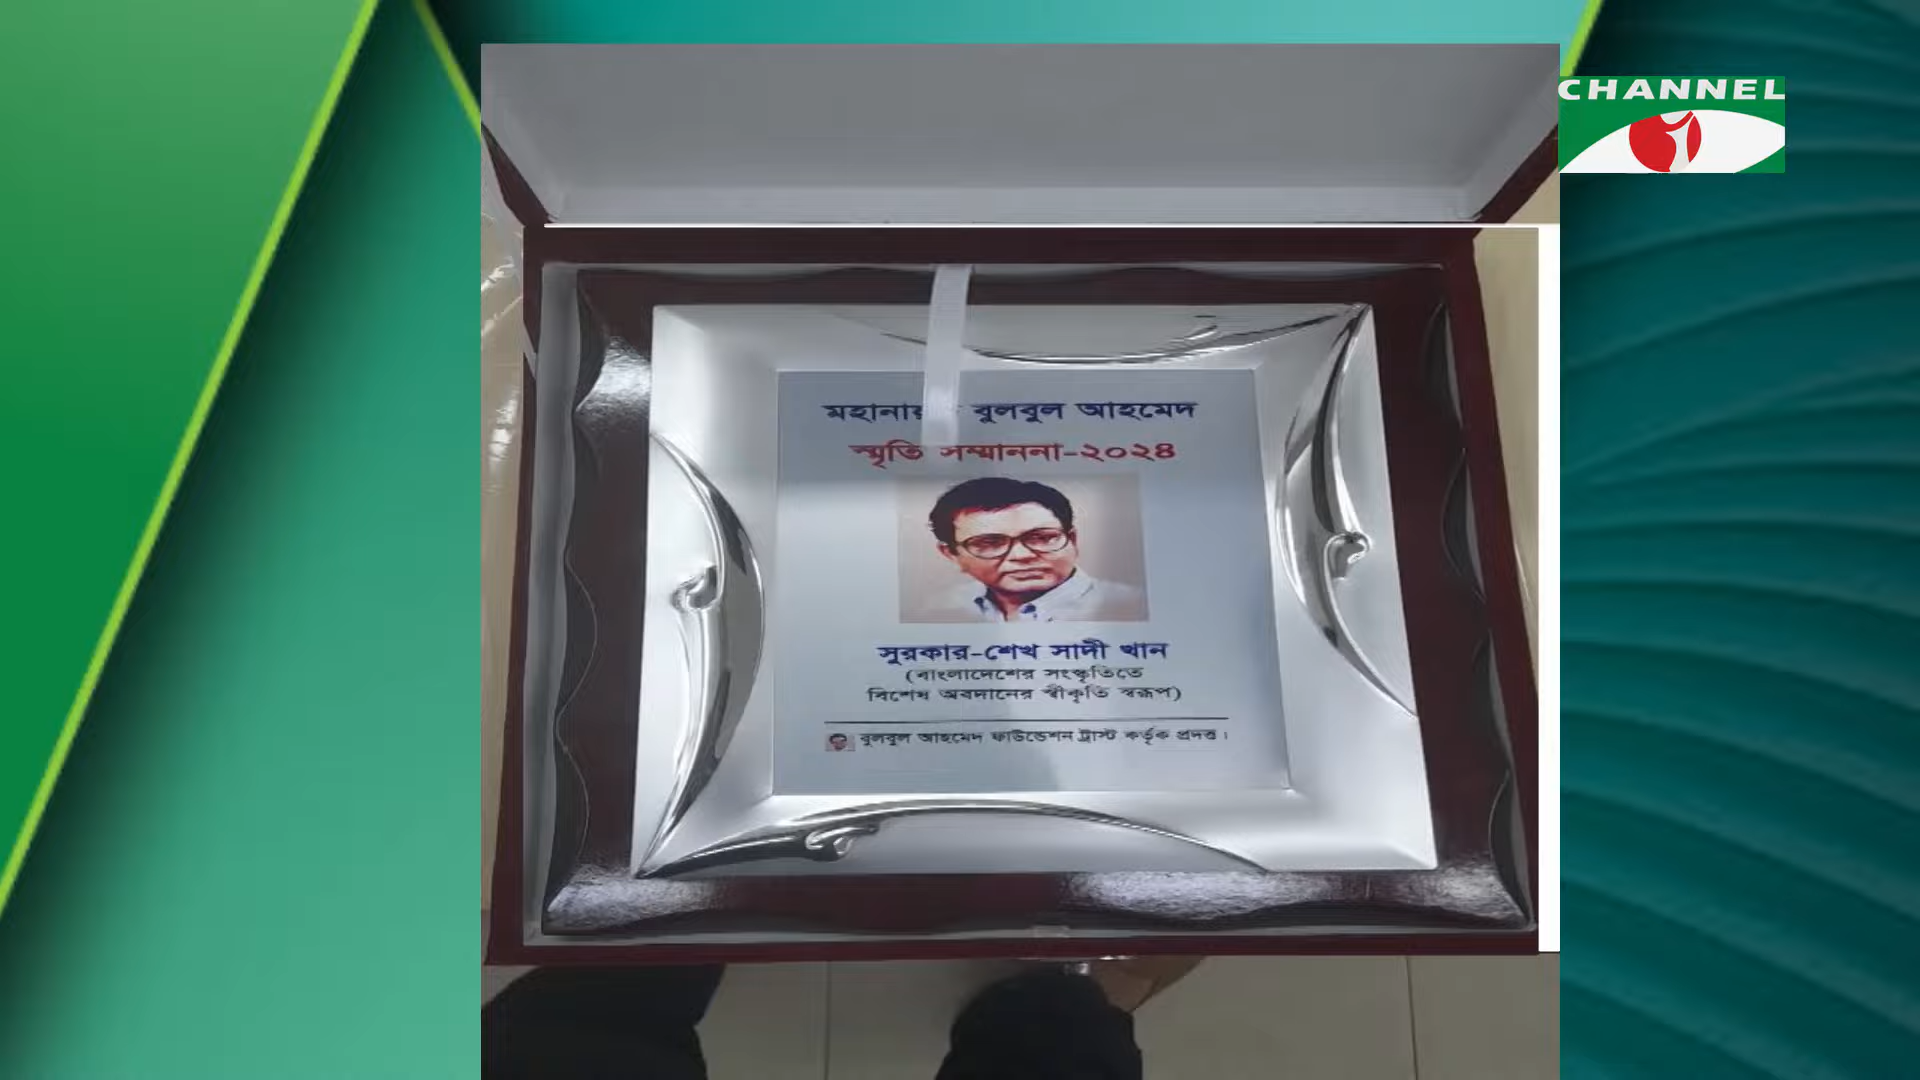 CHANNEL
i
বুলবুল আহমেদ
স্মৃতি সম্মাননা-২০২৪
সুরকার-শেখ সাদী খান
(বাংলাদেশের সংস্কৃতিতে
বিশেষ অবদানের স্বীকৃতি স্বরূপ)
বুলবুল আহমেদ ফাউন্ডেশন ট্রাস্ট কর্তৃক প্রদত্ত।